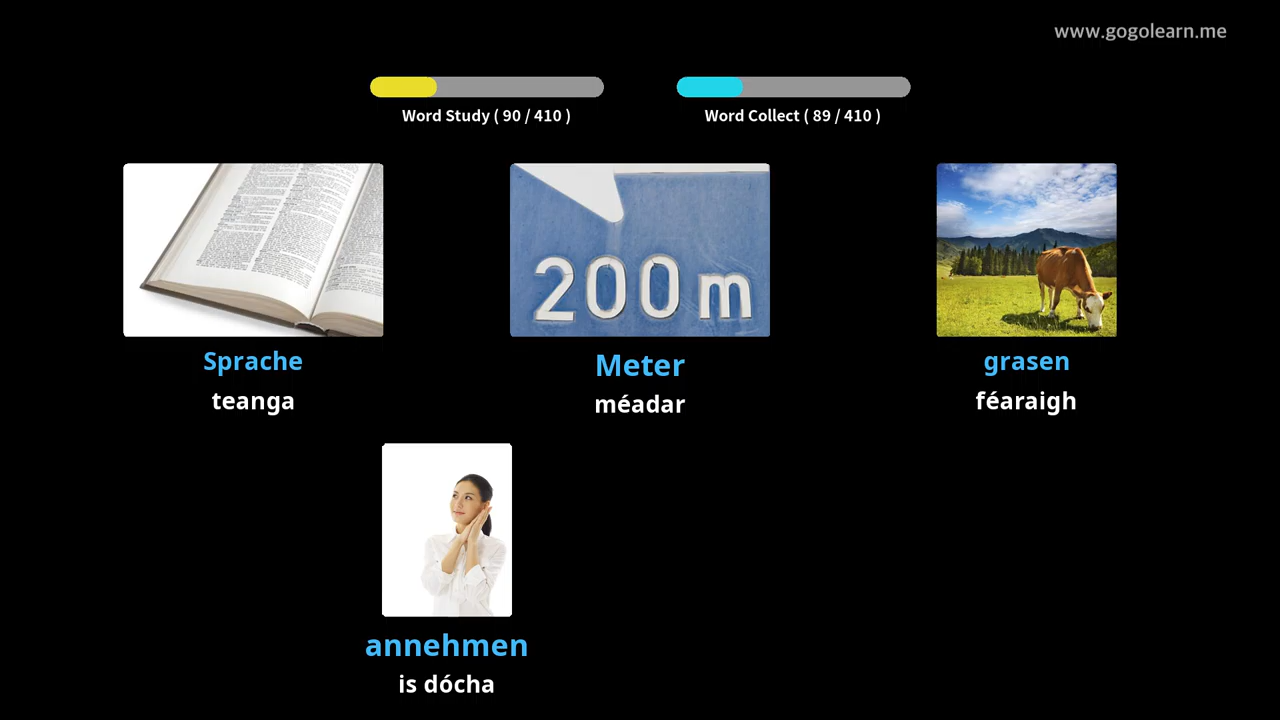 www.gogolearn.me
Word Study ( 90 / 410 )
Word Collect ( 89 / 410 )
200 m
Sprache
teanga
Meter
méadar
grasen
féaraigh
annehmen
is dócha